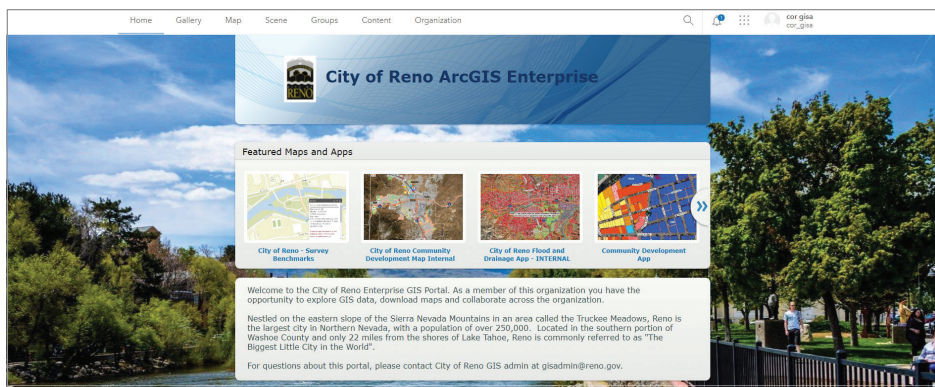 Home Gallery Map Scene Groups Content Organization
cor gisa
cor_gisa
RENO
City of Reno ArcGIS Enterprise
Featured Maps and Apps
City of Reno - Survey Benchmarks
City of Reno Community Development Map Internal
City of Reno Flood and Drainage App - INTERNAL
Community Development App
Welcome to the City of Reno Enterprise GIS Portal. As a member of this organization you have the
opportunity to explore GIS data, download maps and collaborate across the organization.
Nestled on the eastern slope of the Sierra Nevada Mountains in an area called the Truckee Meadows, Reno is
the largest city in Northern Nevada, with a population of over 250,000. Located in the southern portion of
Washoe County and only 22 miles from the shores of Lake Tahoe, Reno is commonly referred to as "The
Biggest Little City in the World".
For questions about this portal, please contact City of Reno GIS admin at gisadmin@reno.gov.